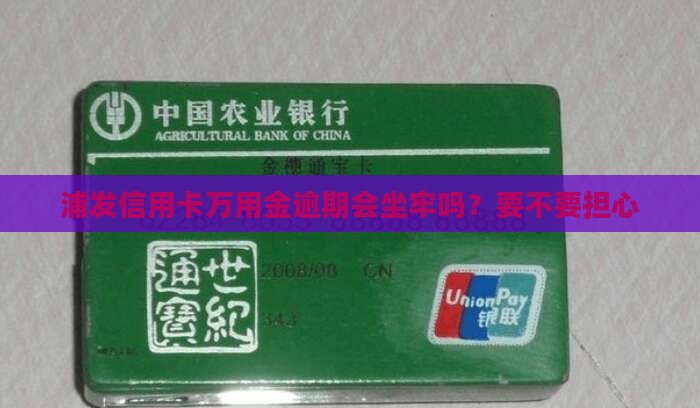 中国农业银行
AGRICULTURAL BANK OF CHINA
金穗通宝卡
浦发信用卡万用金逾期会坐牢吗？要不要担心
2008/08 CN
343
世纪
通寶
UnionPay
银联